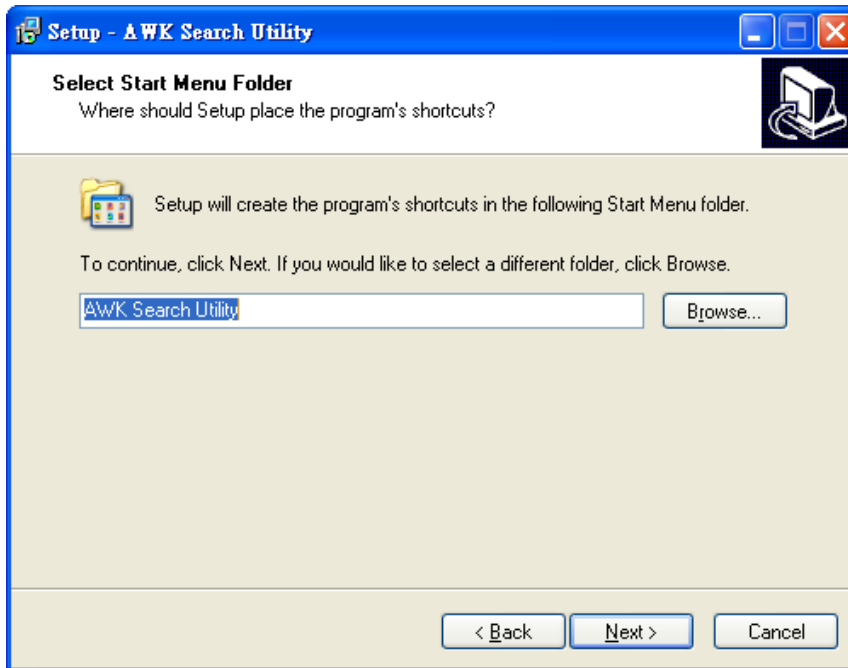 Setup - AWK Search Utility
Select Start Menu Folder
Where should Setup place the program's shortcuts?
Setup will create the program's shortcuts in the following Start Menu folder.
To continue, click Next. If you would like to select a different folder, click Browse.
AWK Search Utility
Browse...
< Back
Next >
Cancel